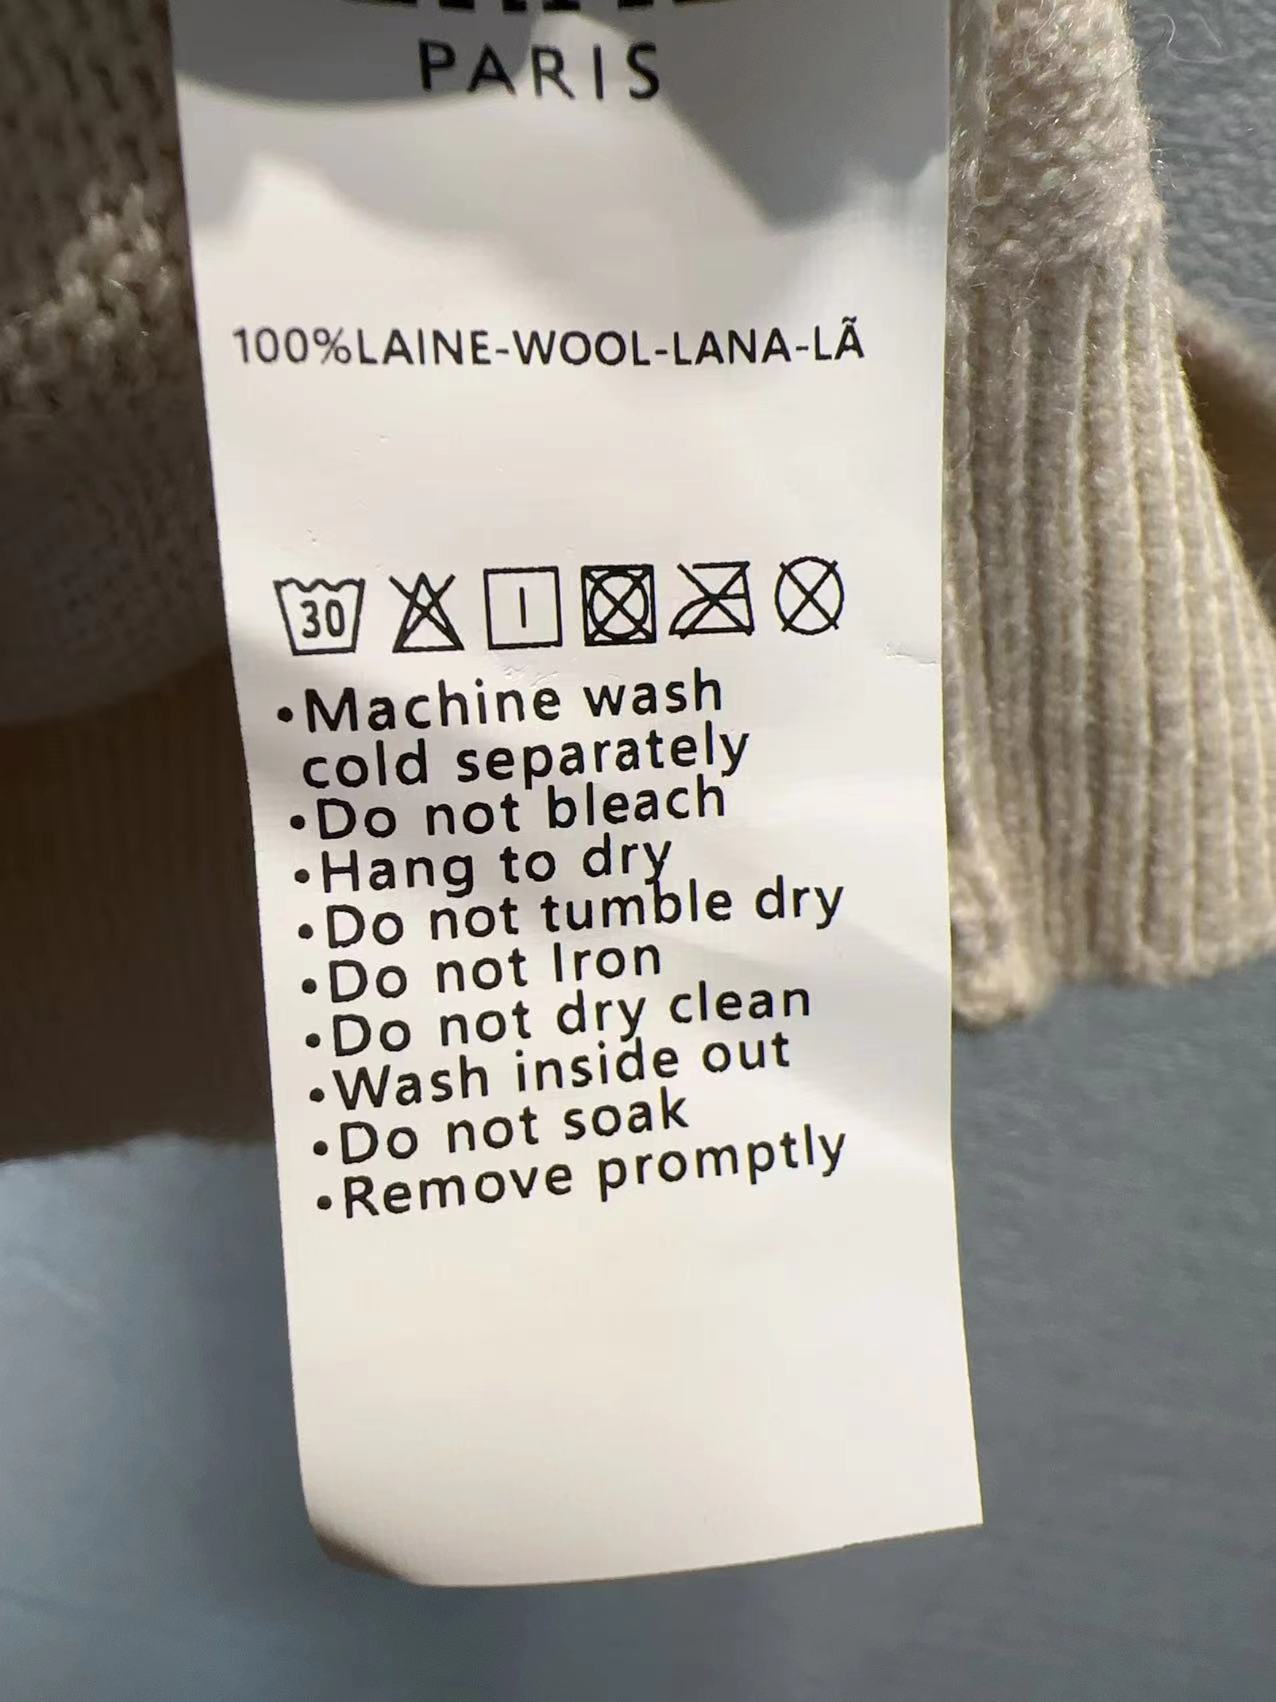 PARIS
100%LAINE-WOOL-LANA-LÃ
30
•Machine wash
cold separately
•Do not bleach
•Hang to dry
•Do not tumble dry
•Do not Iron
•Do not dry clean
•Wash inside out
•Do not soak
•Remove promptly